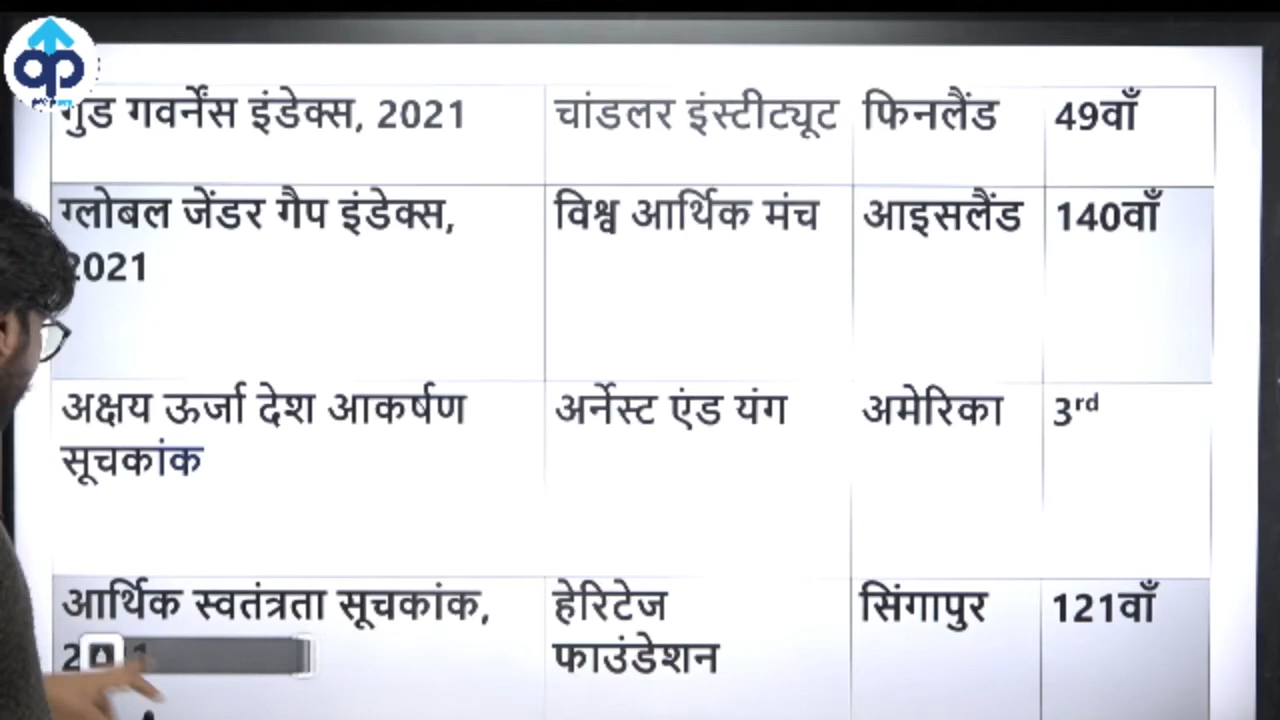 गुड गवर्नेंस इंडेक्स, 2021 चांडलर इंस्टीट्यूट फिनलैंड 49वाँ
ग्लोबल जेंडर गैप इंडेक्स, विश्व आर्थिक मंच आइसलैंड 140वाँ
2021
अक्षय ऊर्जा देश आकर्षण अर्नेस्ट एंड यंग अमेरिका 3rd
सूचकांक
आर्थिक स्वतंत्रता सूचकांक, हेरिटेज सिंगापुर 121वाँ
फाउंडेशन